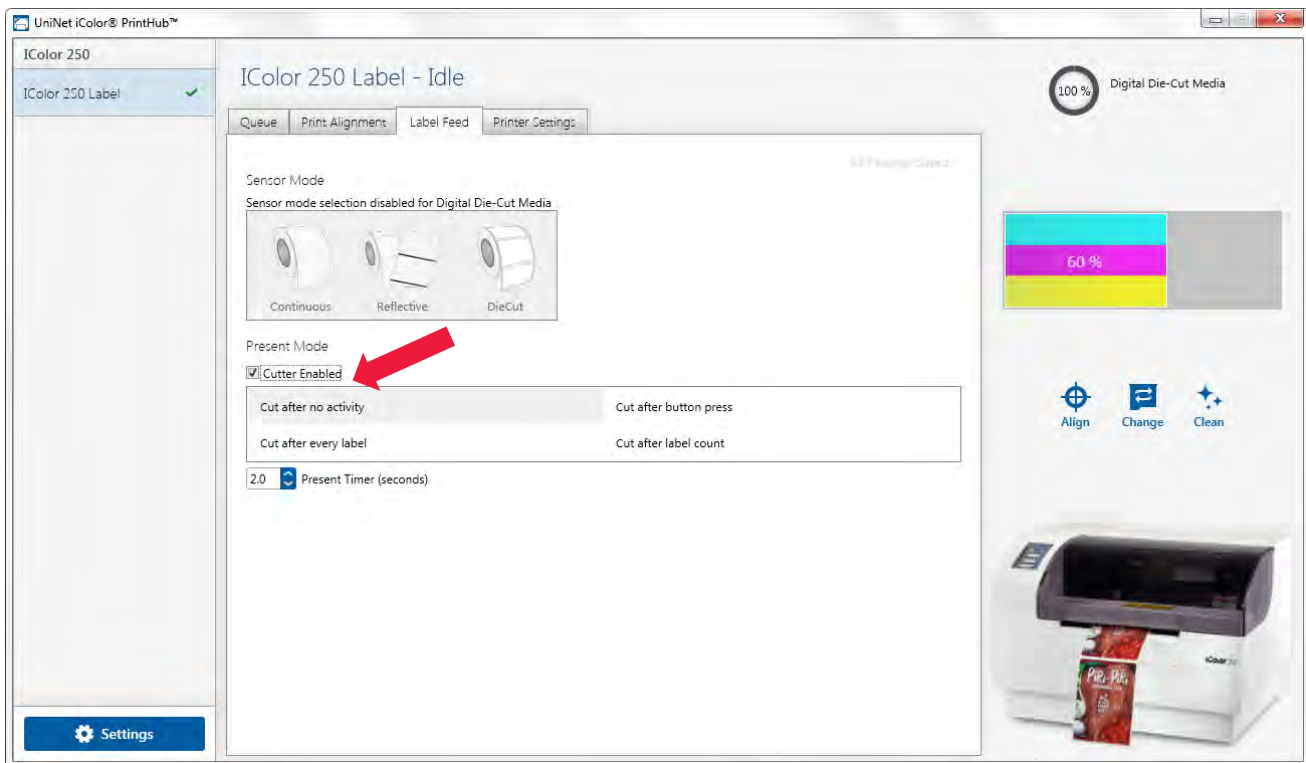 UniNet iColor® PrintHub™
IColor 250
IColor 250 Label
IColor 250 Label - Idle
Queue
Print Alignment
Label Feed
Printer Settings
Sensor Mode
Sensor mode selection disabled for Digital Die-Cut Media
Continuous
Reflective
DieCut
Present Mode
Cutter Enabled
Cut after no activity
Cut after button press
Cut after every label
Cut after label count
2.0 Present Timer (seconds)
Settings
100 %
Digital Die-Cut Media
60 %
Align
Change
Clean
PiRi-PiRi